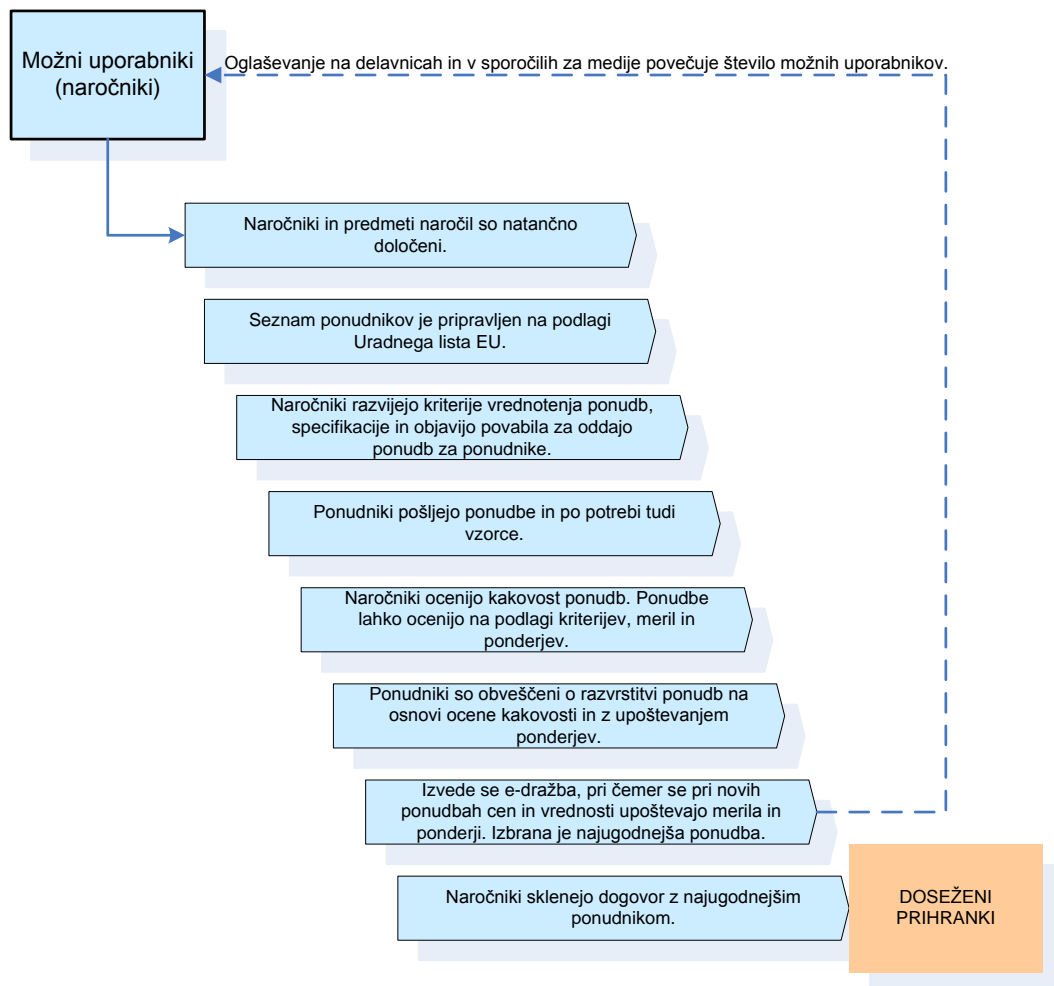 Možni uporabniki
(naročniki)
Oglaševanje na delavnicah in v sporočilih za medije povečuje število možnih uporabnikov.
Naročniki in predmeti naročil so natančno
določeni.
Seznam ponudnikov je pripravljen na podlagi
Uradnega lista EU.
Naročniki razvijejo kriterije vrednotenja ponudb,
specifikacije in objavijo povabila za oddajo
ponudb za ponudnike.
Ponudniki pošljejo ponudbe in po potrebi tudi
vzorce.
Naročniki ocenijo kakovost ponudb. Ponudbe
lahko ocenijo na podlagi kriterijev, meril in
ponderjev.
Ponudniki so obveščeni o razvrstitvi ponudb na
osnovi ocene kakovosti in z upoštevanjem
ponderjev.
Izvede se e-dražba, pri čemer se pri novih
ponudbah cen in vrednosti upoštevajo merila in
ponderji. Izbrana je najugodnejša ponudba.
Naročniki sklenejo dogovor z najugodnejšim
ponudnikom.
DOSEŽENI
PRIHRANKI